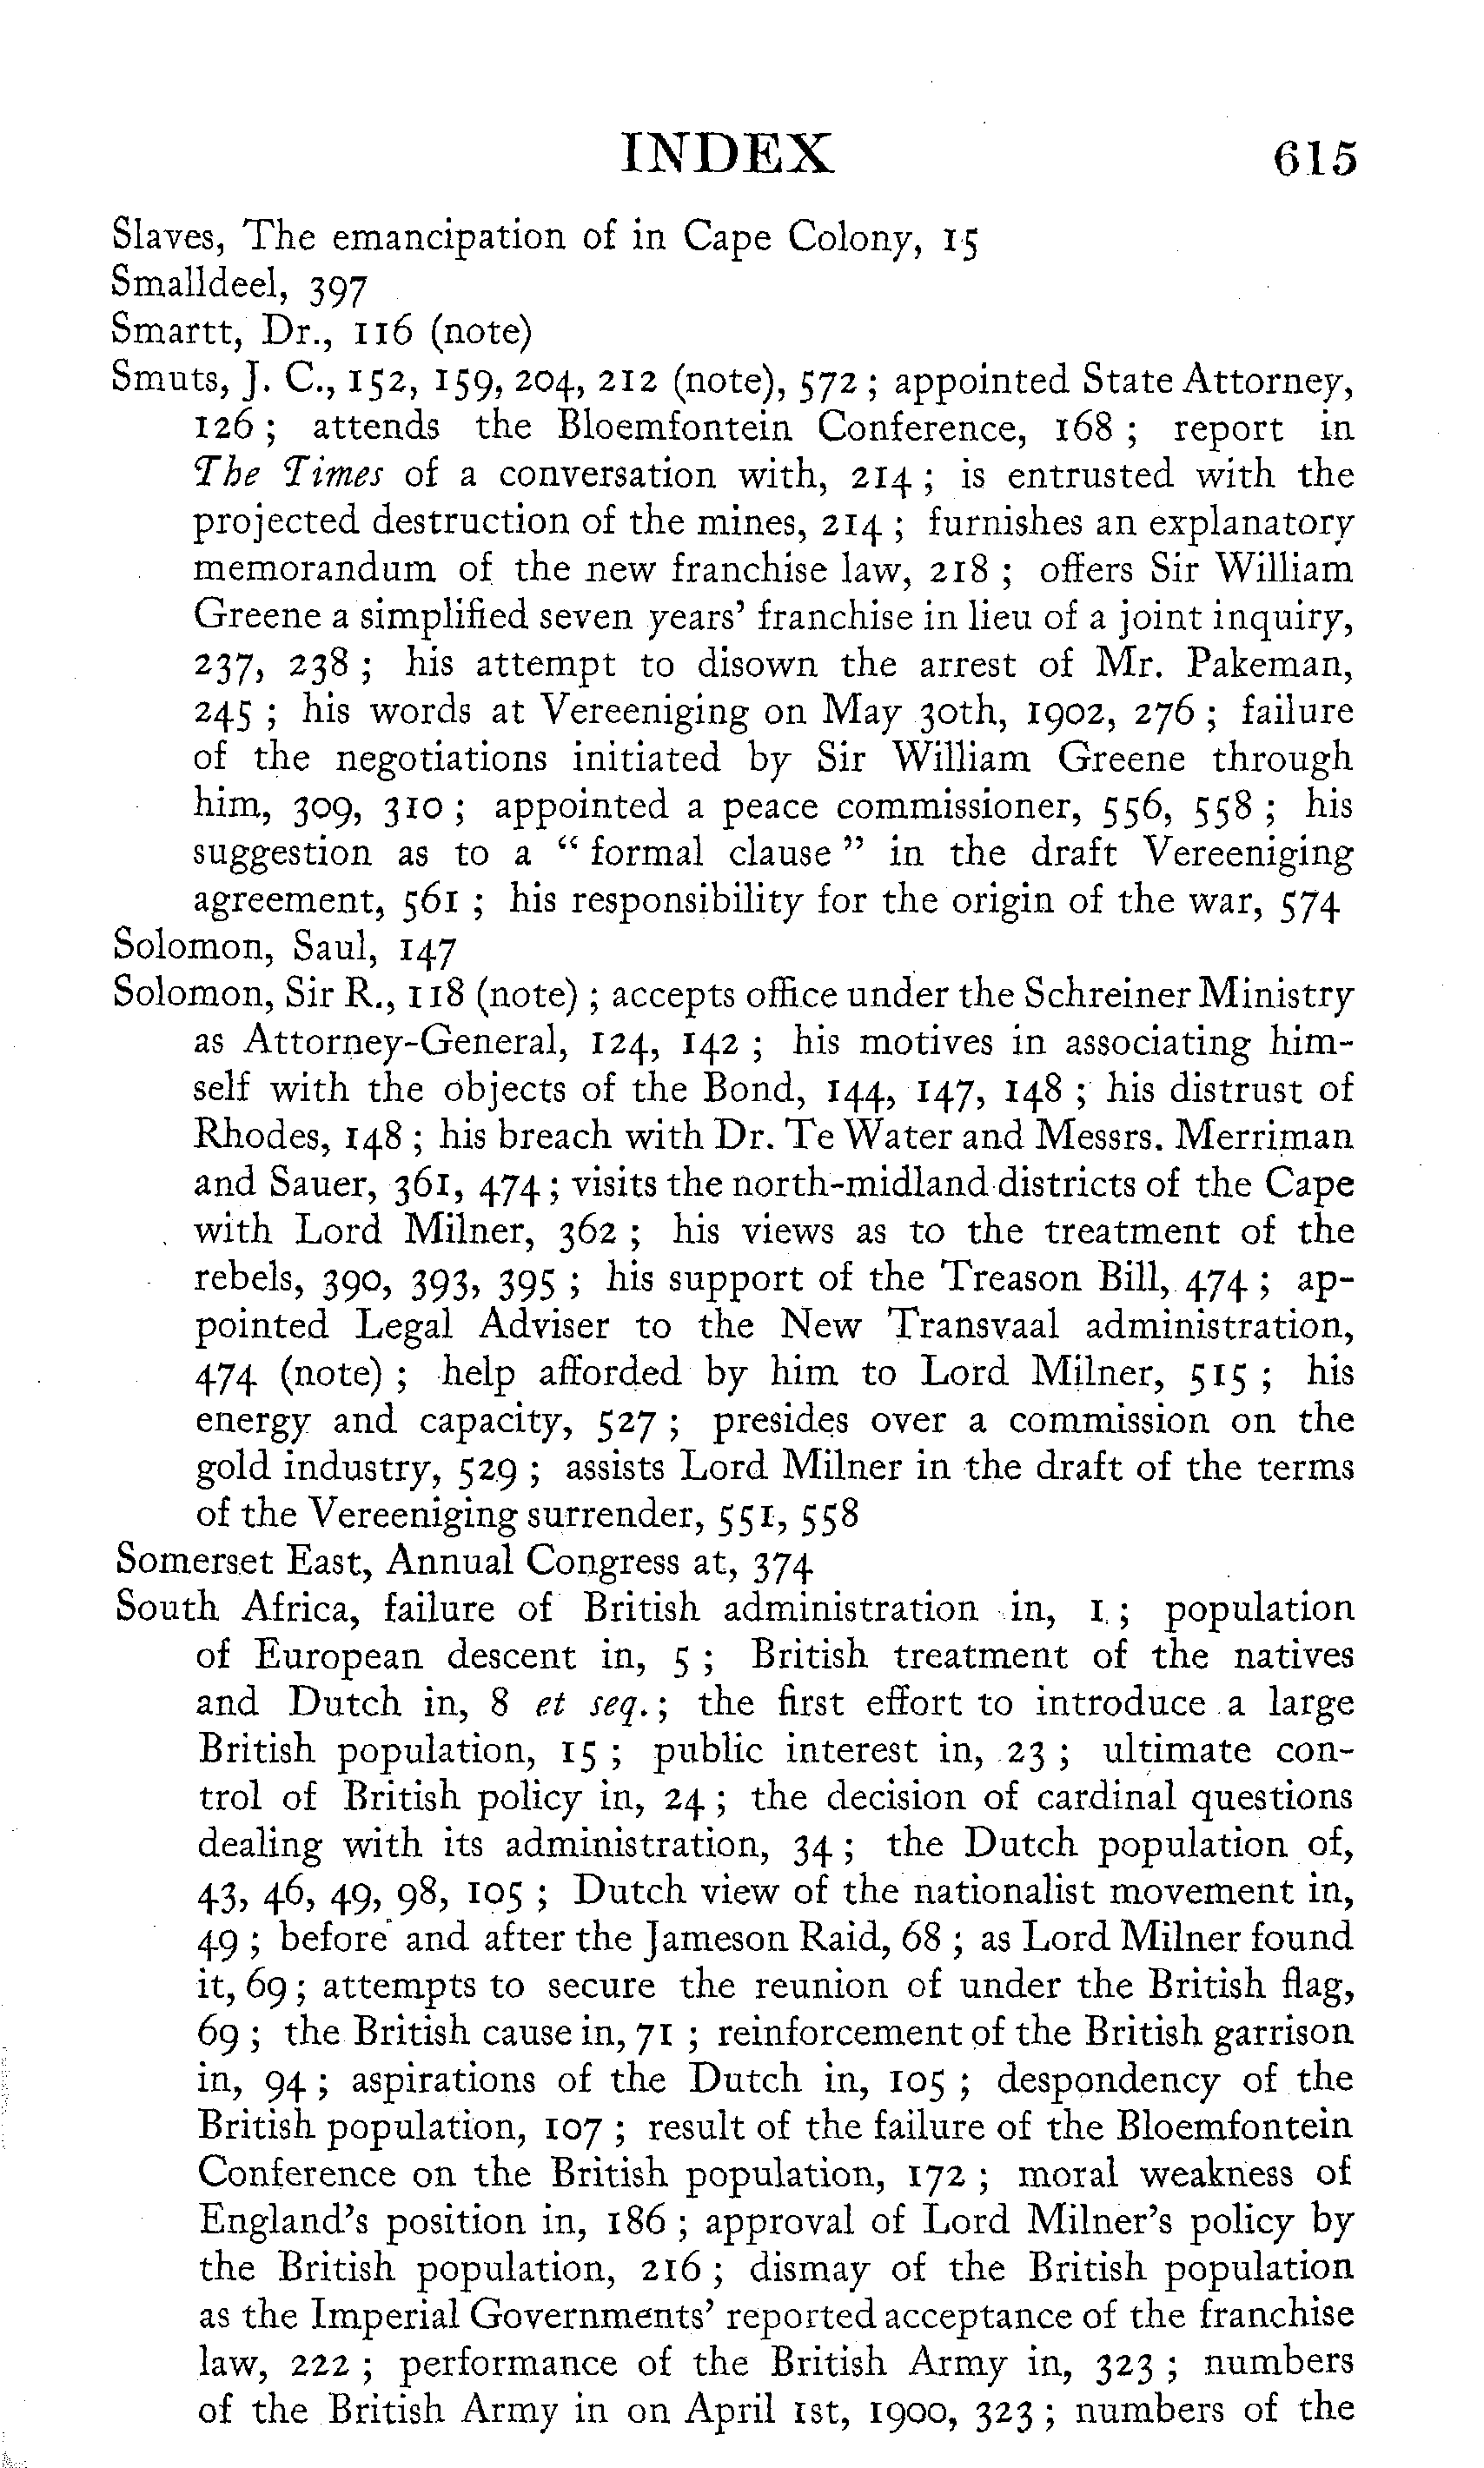 INDEX 615
Slaves, The emancipation of in Cape Colony, 15
Smalldeel, 397
Smartt, Dr., 116 (note)
Smuts, J. C., 152, 159, 204, 212 (note), 572 ; appointed State Attorney,
126 ; attends the Bloemfontein Conference, 168 ; report in
The Times of a conversation with, 214 ; is entrusted with the
projected destruction of the mines, 214 ; furnishes an explanatory
memorandum of the new franchise law, 218 ; offers Sir William
Greene a simplified seven years' franchise in lieu of a joint inquiry,
237, 238 ; his attempt to disown the arrest of Mr. Pakeman,
245 ; his words at Vereeniging on May 30th, 1902, 276 ; failure
of the negotiations initiated by Sir William Greene through
him, 309, 310 ; appointed a peace commissioner, 556, 558 ; his
suggestion as to a " formal clause " in the draft Vereeniging
agreement, 561 ; his responsibility for the origin of the war, 574
Solomon, Saul, 147
Solomon, Sir R., 118 (note) ; accepts office under the Schreiner Ministry
as Attorney-General, 124, 142 ; his motives in associating him-
self with the objects of the Bond, 144, 147, 148 ; his distrust of
Rhodes, 148 ; his breach with Dr. Te Water and Messrs. Merriman
and Sauer, 361, 474 ; visits the north-midland districts of the Cape
with Lord Milner, 362 ; his views as to the treatment of the
rebels, 390, 393, 395 ; his support of the Treason Bill, 474 ; ap-
pointed Legal Adviser to the New Transvaal administration,
474 (note) ; help afforded by him to Lord Milner, 515 ; his
energy and capacity, 527 ; presides over a commission on the
gold industry, 529 ; assists Lord Milner in the draft of the terms
of the Vereeniging surrender, 551, 558
Somerset East, Annual Congress at, 374
South Africa, failure of British administration in, 1 ; population
of European descent in, 5 ; British treatment of the natives
and Dutch in, 8 et seq. ; the first effort to introduce a large
British population, 15 ; public interest in, 23 ; ultimate con-
trol of British policy in, 24 ; the decision of cardinal questions
dealing with its administration, 34 ; the Dutch population of,
43, 46, 49, 98, 105 ; Dutch view of the nationalist movement in,
49 ; before and after the Jameson Raid, 68 ; as Lord Milner found
it, 69 ; attempts to secure the reunion of under the British flag,
69 ; the British cause in, 71 ; reinforcement of the British garrison
in, 94 ; aspirations of the Dutch in, 105 ; despondency of the
British population, 107 ; result of the failure of the Bloemfontein
Conference on the British population, 172 ; moral weakness of
England's position in, 186 ; approval of Lord Milner's policy by
the British population, 216 ; dismay of the British population
as the Imperial Governments' reported acceptance of the franchise
law, 222 ; performance of the British Army in, 323 ; numbers
of the British Army in on April 1st, 1900, 323 ; numbers of the